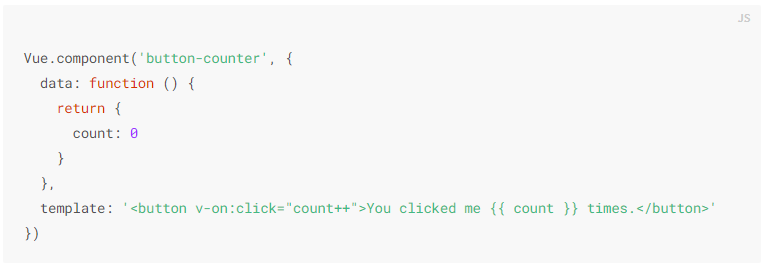 JS
Vue.component('button-counter', {
  data: function () {
    return {
      count: 0
    }
  },
  template: '<button v-on:click="count++">You clicked me {{ count }} times.</button>'
})